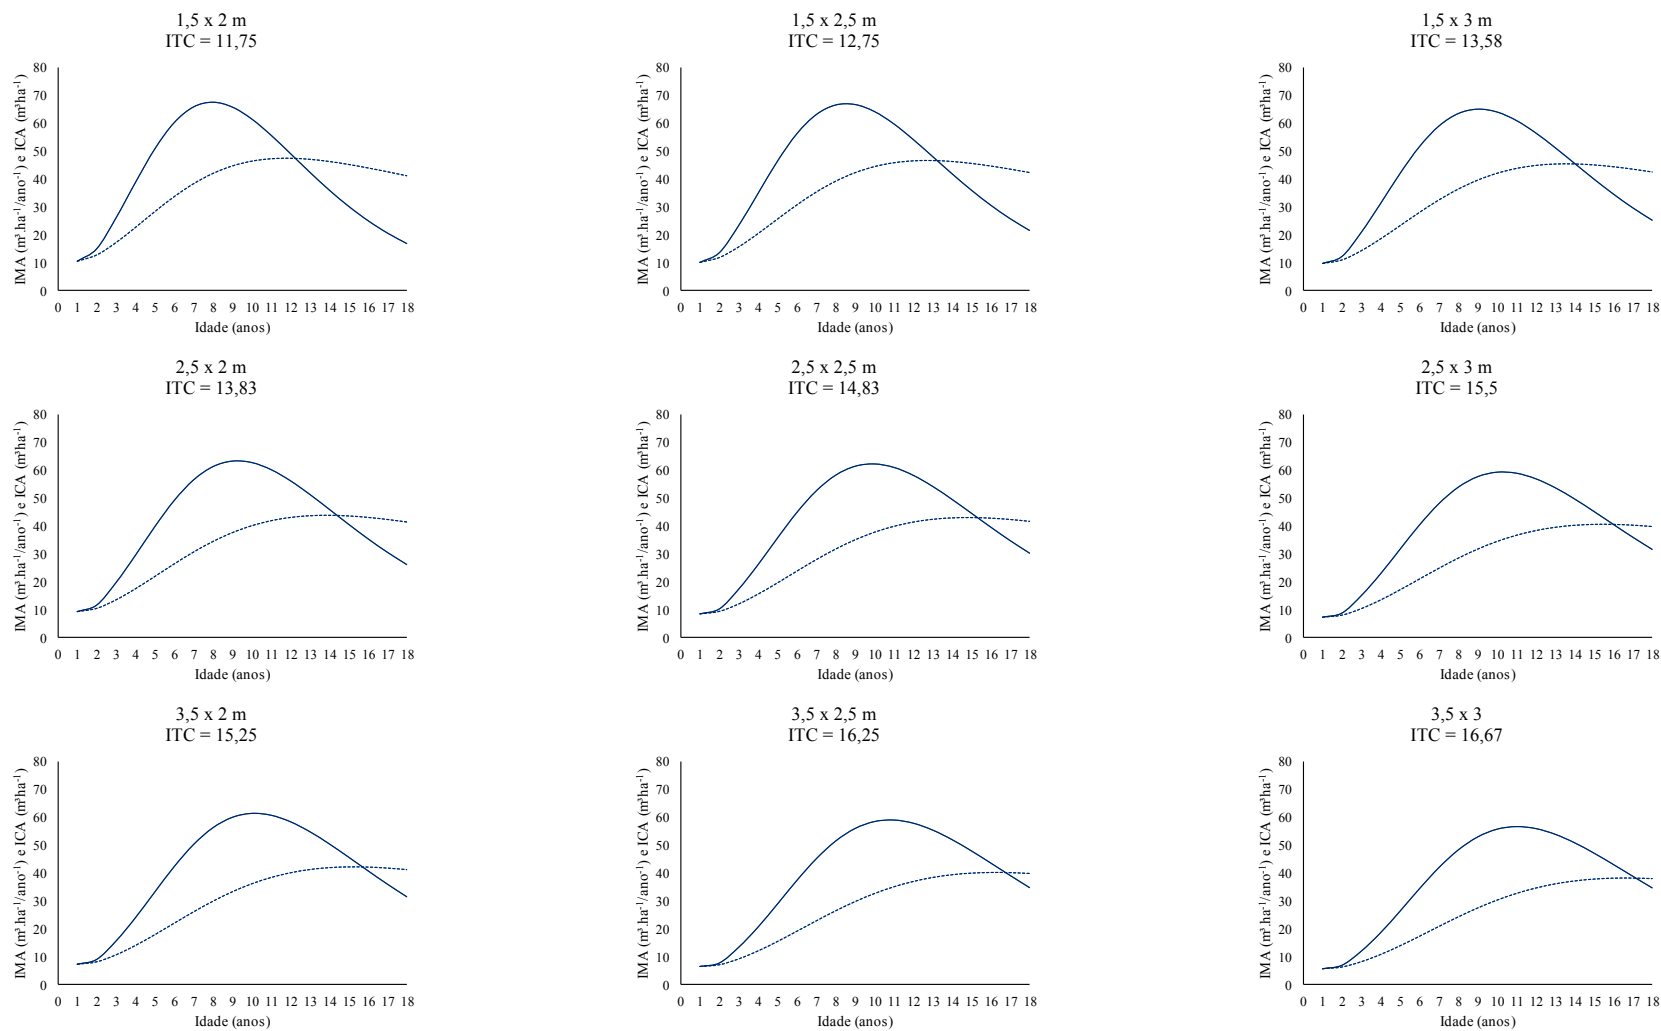 1,5 x 2 m
ITC = 11,75
IMA (m³.ha⁻¹/ano⁻¹) e ICA (m³ha⁻¹)
80
70
60
50
40
30
20
10
0
0 1 2 3 4 5 6 7 8 9 10 11 12 13 14 15 16 17 18
Idade (anos)
1,5 x 2,5 m
ITC = 12,75
IMA (m³.ha⁻¹/ano⁻¹) e ICA (m³ha⁻¹)
80
70
60
50
40
30
20
10
0
0 1 2 3 4 5 6 7 8 9 10 11 12 13 14 15 16 17 18
Idade (anos)
1,5 x 3 m
ITC = 13,58
IMA (m³.ha⁻¹/ano⁻¹) e ICA (m³ha⁻¹)
80
70
60
50
40
30
20
10
0
0 1 2 3 4 5 6 7 8 9 10 11 12 13 14 15 16 17 18
Idade (anos)
2,5 x 2 m
ITC = 13,83
IMA (m³.ha⁻¹/ano⁻¹) e ICA (m³ha⁻¹)
80
70
60
50
40
30
20
10
0
0 1 2 3 4 5 6 7 8 9 10 11 12 13 14 15 16 17 18
Idade (anos)
2,5 x 2,5 m
ITC = 14,83
IMA (m³.ha⁻¹/ano⁻¹) e ICA (m³ha⁻¹)
80
70
60
50
40
30
20
10
0
0 1 2 3 4 5 6 7 8 9 10 11 12 13 14 15 16 17 18
Idade (anos)
2,5 x 3 m
ITC = 15,5
IMA (m³.ha⁻¹/ano⁻¹) e ICA (m³ha⁻¹)
80
70
60
50
40
30
20
10
0
0 1 2 3 4 5 6 7 8 9 10 11 12 13 14 15 16 17 18
Idade (anos)
3,5 x 2 m
ITC = 15,25
IMA (m³.ha⁻¹/ano⁻¹) e ICA (m³ha⁻¹)
80
70
60
50
40
30
20
10
0
0 1 2 3 4 5 6 7 8 9 10 11 12 13 14 15 16 17 18
Idade (anos)
3,5 x 2,5 m
ITC = 16,25
IMA (m³.ha⁻¹/ano⁻¹) e ICA (m³ha⁻¹)
80
70
60
50
40
30
20
10
0
0 1 2 3 4 5 6 7 8 9 10 11 12 13 14 15 16 17 18
Idade (anos)
3,5 x 3
ITC = 16,67
IMA (m³.ha⁻¹/ano⁻¹) e ICA (m³ha⁻¹)
80
70
60
50
40
30
20
10
0
0 1 2 3 4 5 6 7 8 9 10 11 12 13 14 15 16 17 18
Idade (anos)